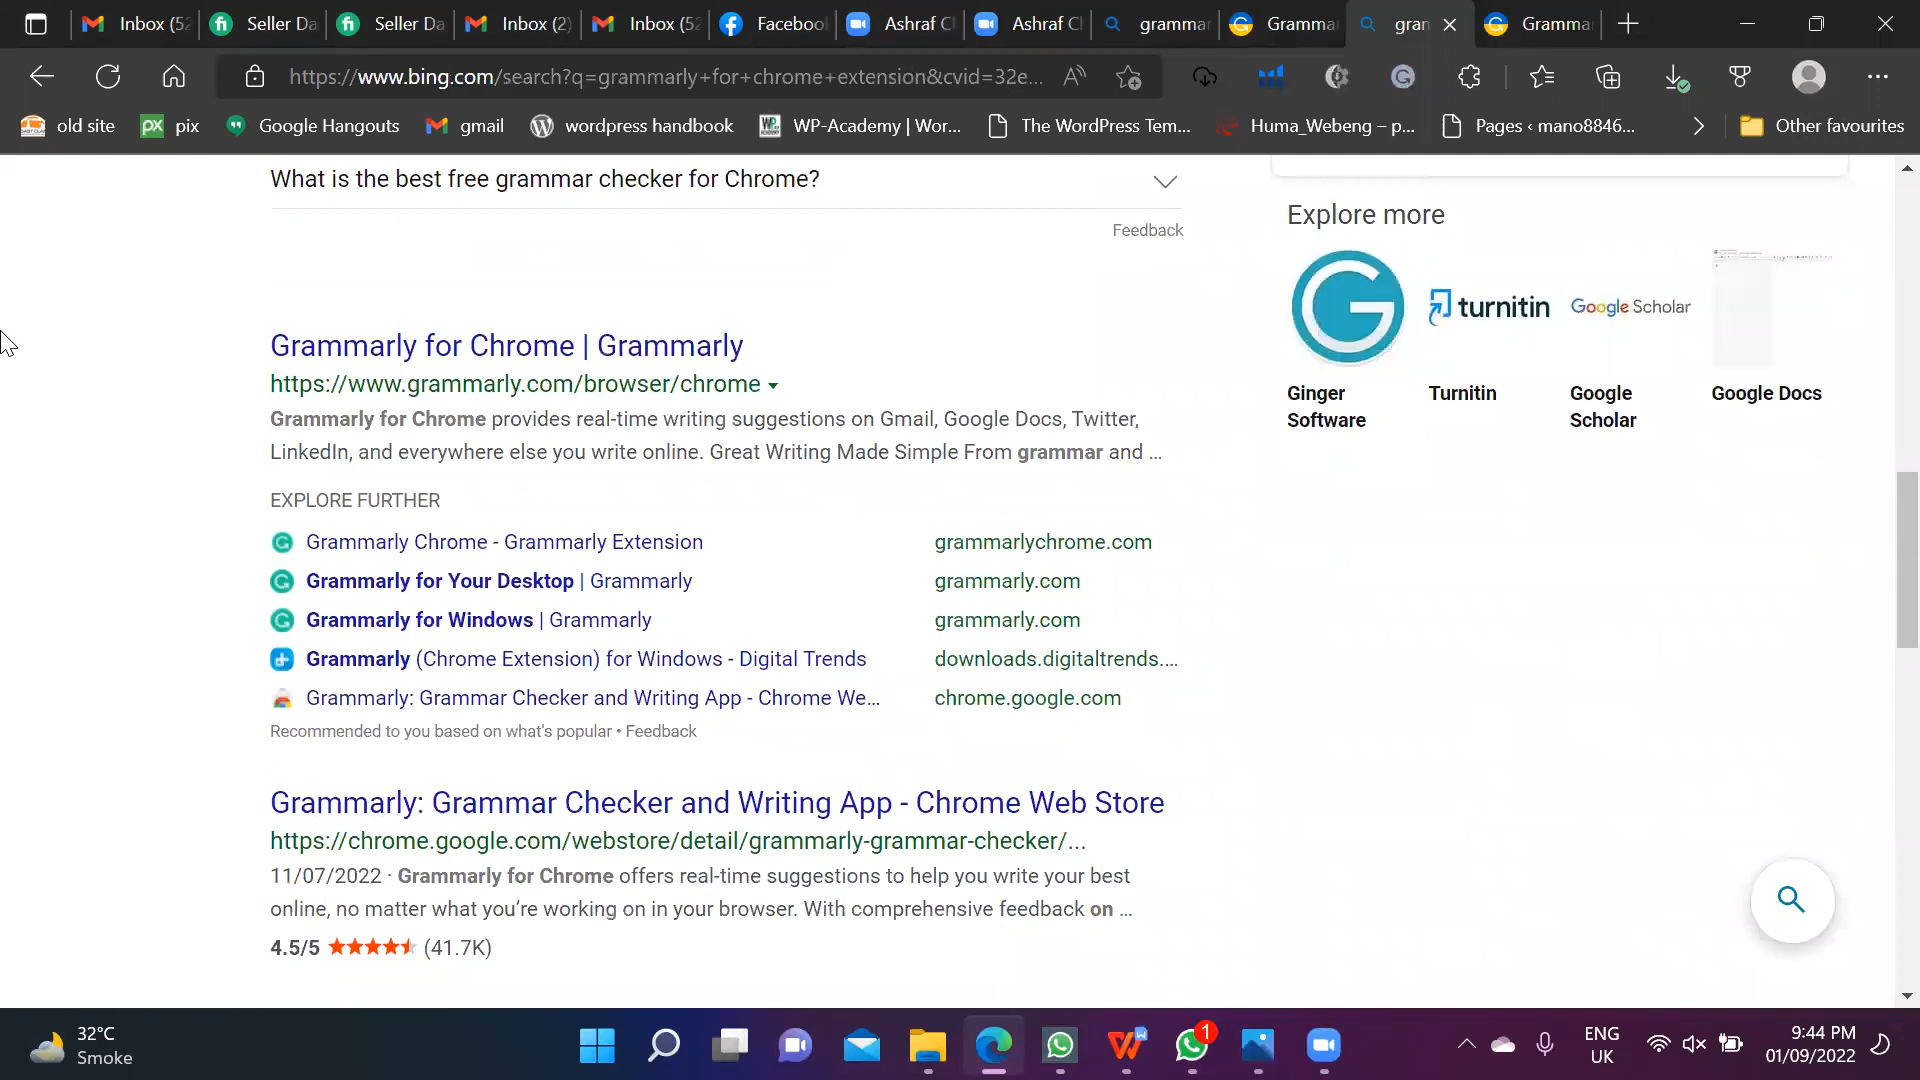 Inbox (52
Seller Da
Seller Da
Inbox (2)
Inbox (52
Faceboo
Ashraf C
Ashraf C
grammar
Gramma
gran
Gramma
https://www.bing.com/search?q=grammarly+for+chrome+extension&cvid=32e...
old site
pix
Google Hangouts
gmail
wordpress handbook
WP-Academy | Wor...
The WordPress Tem...
Huma_Webeng – p...
Pages ‹ mano8846...
Other favourites
What is the best free grammar checker for Chrome?
Feedback
Grammarly for Chrome | Grammarly
https://www.grammarly.com/browser/chrome
Grammarly for Chrome provides real-time writing suggestions on Gmail, Google Docs, Twitter,
LinkedIn, and everywhere else you write online. Great Writing Made Simple From grammar and ...
EXPLORE FURTHER
Grammarly Chrome - Grammarly Extension grammarlychrome.com
Grammarly for Your Desktop | Grammarly grammarly.com
Grammarly for Windows | Grammarly grammarly.com
Grammarly (Chrome Extension) for Windows - Digital Trends downloads.digitaltrends....
Grammarly: Grammar Checker and Writing App - Chrome We... chrome.google.com
Recommended to you based on what's popular • Feedback
Grammarly: Grammar Checker and Writing App - Chrome Web Store
https://chrome.google.com/webstore/detail/grammarly-grammar-checker/...
11/07/2022 · Grammarly for Chrome offers real-time suggestions to help you write your best
online, no matter what you're working on in your browser. With comprehensive feedback on ...
4.5/5 (41.7K)
Explore more
turnitin
Google Scholar
Ginger
Software
Turnitin
Google
Scholar
Google Docs
32°C
Smoke
1
ENG
UK
9:44 PM
01/09/2022